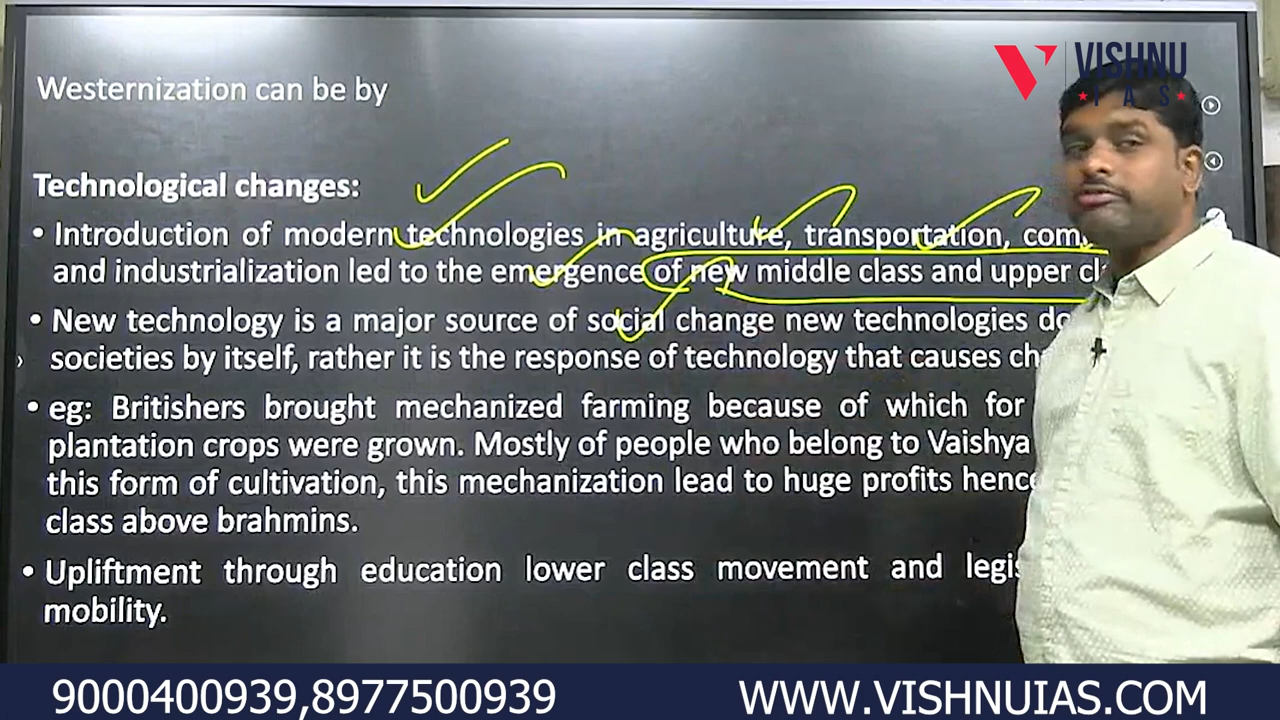 VISHNU
IAS
Westernization can be by
Technological changes:
• Introduction of modern technologies in agriculture, transportation,
and industrialization led to the emergence of new middle class and upper
• New technology is a major source of social change new technologies
societies by itself, rather it is the response of technology that causes
• eg: Britishers brought mechanized farming because of which for
plantation crops were grown. Mostly of people who belong to Vaishya
this form of cultivation, this mechanization lead to huge profits hence
class above brahmins.
• Upliftment through education lower class movement and
mobility.
9000400939,8977500939
WWW.VISHNUIAS.COM